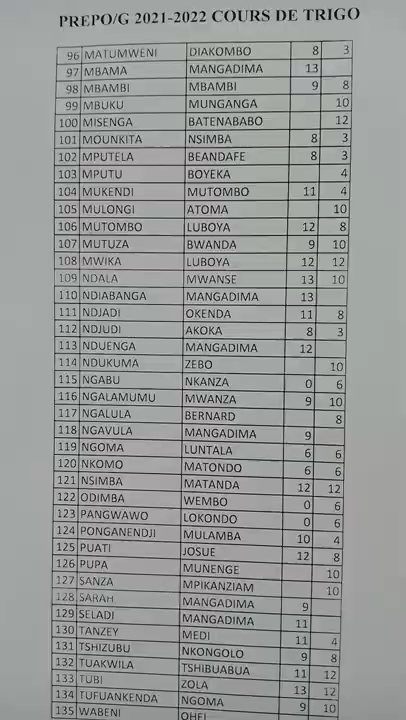 PREPO/G 2021-2022 COURS DE TRIGO
96 MATUMWENI DIAKOMBO 8 3
97 MBAMA MANGADIMA 13
98 MBAMBI MBAMBI 9 8
99 MBUKU MUNGANGA 10
100 MISENGA BATENABABO 12
101 MOUNKITA NSIMBA 8 3
102 MPUTELA BEANDAFE 8 3
103 MPUTU BOYEKA 4
104 MUKENDI MUTOMBO 11 4
105 MULONGI ATOMA 10
106 MUTOMBO LUBOYA 12 8
107 MUTUZA BWANDA 9 10
108 MWIKA LUBOYA 12 12
109 NDALA MWANSE 13 10
110 NDIABANGA MANGADIMA 13
111 NDJADI OKENDA 11 8
112 NDJUDI AKOKA 8 3
113 NDUENGA MANGADIMA 12
114 NDUKUMA ZEBO 10
115 NGABU NKANZA 0 6
116 NGALAMUMU MWANZA 9 10
117 NGALULA BERNARD 8
118 NGAVULA MANGADIMA 9
119 NGOMA LUNTALA 6 6
120 NKOMO MATONDO 6 6
121 NSIMBA MATANDA 12 12
122 ODIMBA WEMBO 0 6
123 PANGWAWO LOKONDO 0 6
124 PONGANENDJI MULAMBA 10 4
125 PUATI JOSUE 12 8
126 PUPA MUNENGE 10
127 SANZA MPIKANZIAM 10
128 SARAH MANGADIMA 9
129 SELADI MANGADIMA 11
130 TANZEY MEDI 11 4
131 TSHIZUBU NKONGOLO 9 8
132 TUAKWILA TSHIBUABUA 11 12
133 TUBI ZOLA 13 12
134 TUFUANKENDA NGOMA 9 10
135 WABENI